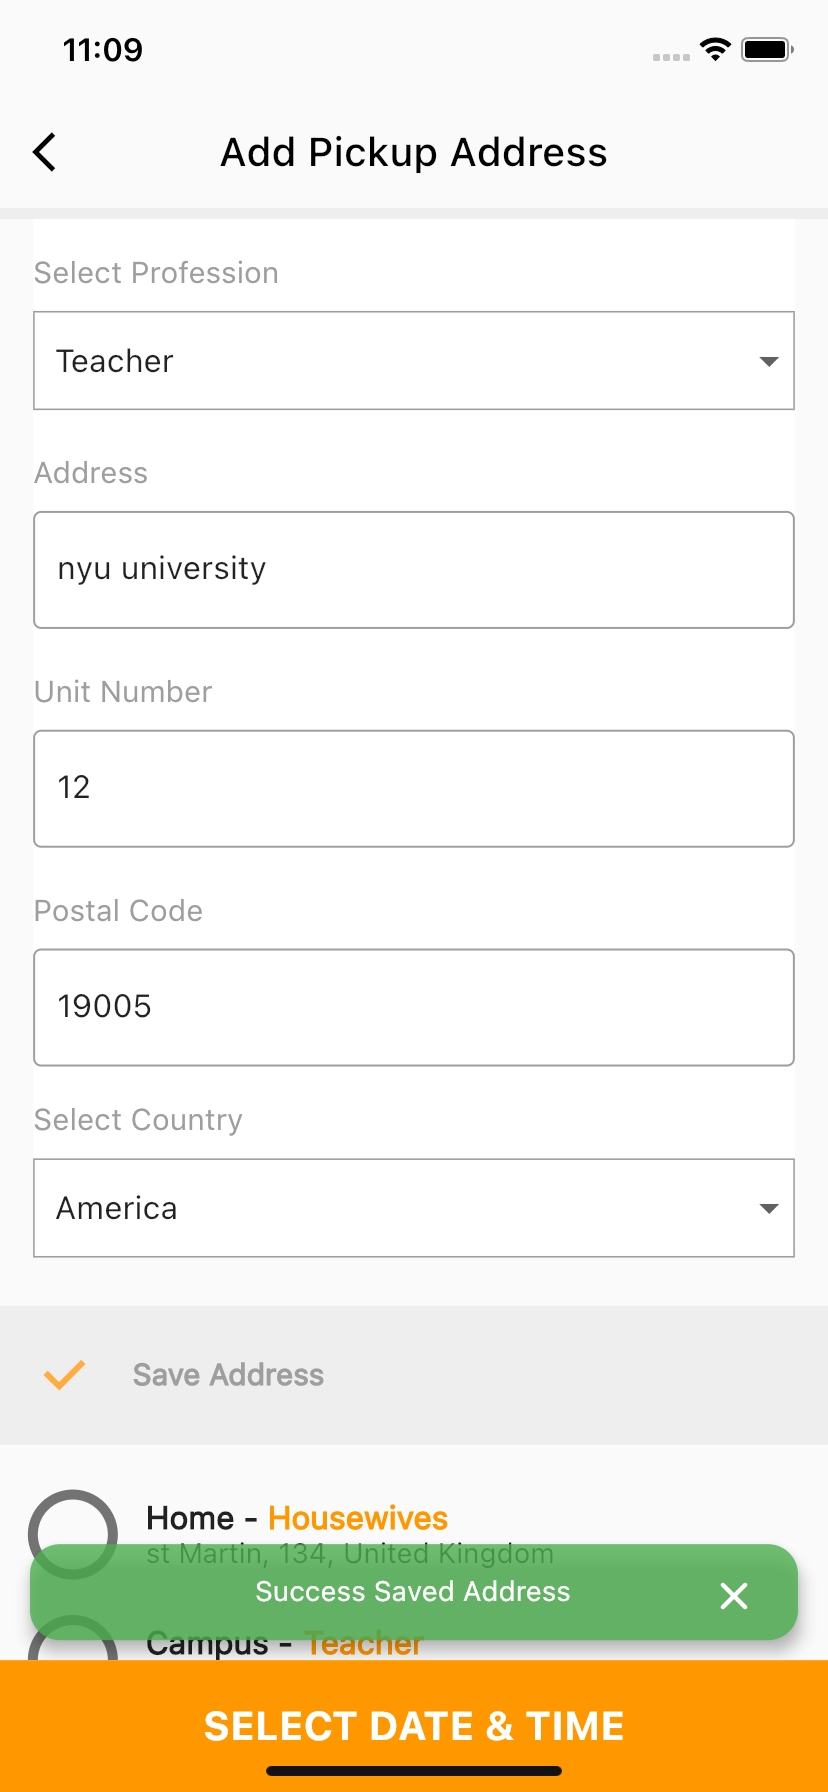 11:09
Add Pickup Address
Select Profession
Teacher
Address
nyu university
Unit Number
12
Postal Code
19005
Select Country
America
Save Address
Home - Housewives
st Martin, 134, United Kingdom
Success Saved Address
Campus - Teacher
SELECT DATE & TIME